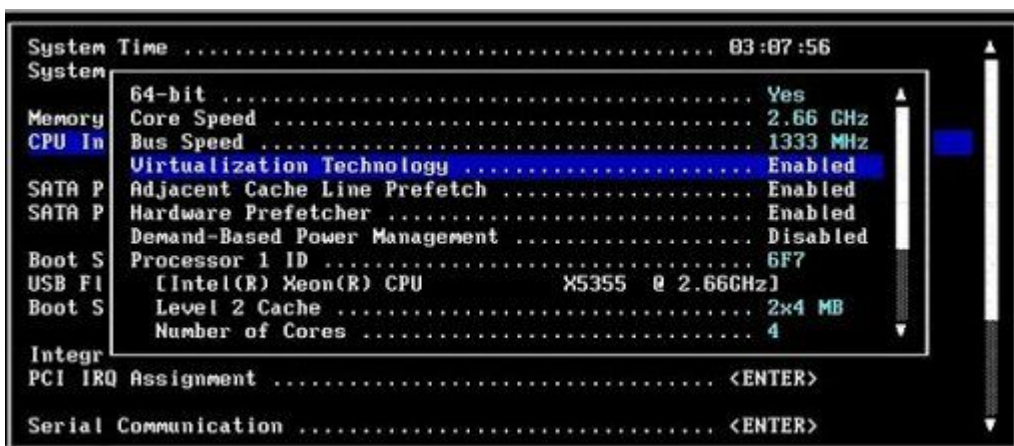 System Time ............................................ 03:07:56
System
64-bit .......................................... Yes
Memory
Core Speed ...................................... 2.66 GHz
CPU In
Bus Speed ....................................... 1333 MHz
Virtualization Technology ....................... Enabled
SATA P
Adjacent Cache Line Prefetch .................... Enabled
SATA P
Hardware Prefetcher ............................. Enabled
Demand-Based Power Management ................... Disabled
Boot S
Processor 1 ID .................................. 6F7
USB Fl
[Intel(R) Xeon(R) CPU X5355 @ 2.66GHz]
Boot S
Level 2 Cache ................................... 2x4 MB
Number of Cores ................................. 4
Integr
PCI IRQ Assignment ................................... <ENTER>
Serial Communication ................................. <ENTER>